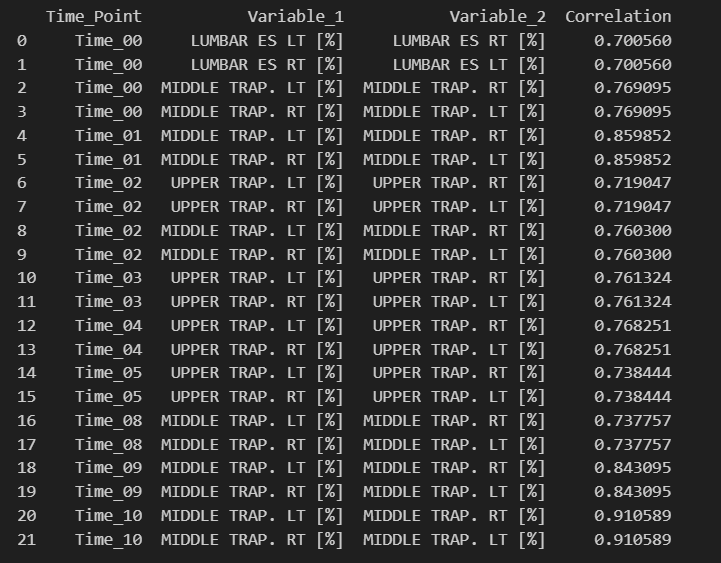 Time_Point Variable_1 Variable_2 Correlation
0 Time_00 LUMBAR ES LT [%] LUMBAR ES RT [%] 0.700560
1 Time_00 LUMBAR ES RT [%] LUMBAR ES LT [%] 0.700560
2 Time_00 MIDDLE TRAP. LT [%] MIDDLE TRAP. RT [%] 0.769095
3 Time_00 MIDDLE TRAP. RT [%] MIDDLE TRAP. LT [%] 0.769095
4 Time_01 MIDDLE TRAP. LT [%] MIDDLE TRAP. RT [%] 0.859852
5 Time_01 MIDDLE TRAP. RT [%] MIDDLE TRAP. LT [%] 0.859852
6 Time_02 UPPER TRAP. LT [%] UPPER TRAP. RT [%] 0.719047
7 Time_02 UPPER TRAP. RT [%] UPPER TRAP. LT [%] 0.719047
8 Time_02 MIDDLE TRAP. LT [%] MIDDLE TRAP. RT [%] 0.760300
9 Time_02 MIDDLE TRAP. RT [%] MIDDLE TRAP. LT [%] 0.760300
10 Time_03 UPPER TRAP. LT [%] UPPER TRAP. RT [%] 0.761324
11 Time_03 UPPER TRAP. RT [%] UPPER TRAP. LT [%] 0.761324
12 Time_04 UPPER TRAP. LT [%] UPPER TRAP. RT [%] 0.768251
13 Time_04 UPPER TRAP. RT [%] UPPER TRAP. LT [%] 0.768251
14 Time_05 UPPER TRAP. LT [%] UPPER TRAP. RT [%] 0.738444
15 Time_05 UPPER TRAP. RT [%] UPPER TRAP. LT [%] 0.738444
16 Time_08 MIDDLE TRAP. LT [%] MIDDLE TRAP. RT [%] 0.737757
17 Time_08 MIDDLE TRAP. RT [%] MIDDLE TRAP. LT [%] 0.737757
18 Time_09 MIDDLE TRAP. LT [%] MIDDLE TRAP. RT [%] 0.843095
19 Time_09 MIDDLE TRAP. RT [%] MIDDLE TRAP. LT [%] 0.843095
20 Time_10 MIDDLE TRAP. LT [%] MIDDLE TRAP. RT [%] 0.910589
21 Time_10 MIDDLE TRAP. RT [%] MIDDLE TRAP. LT [%] 0.910589